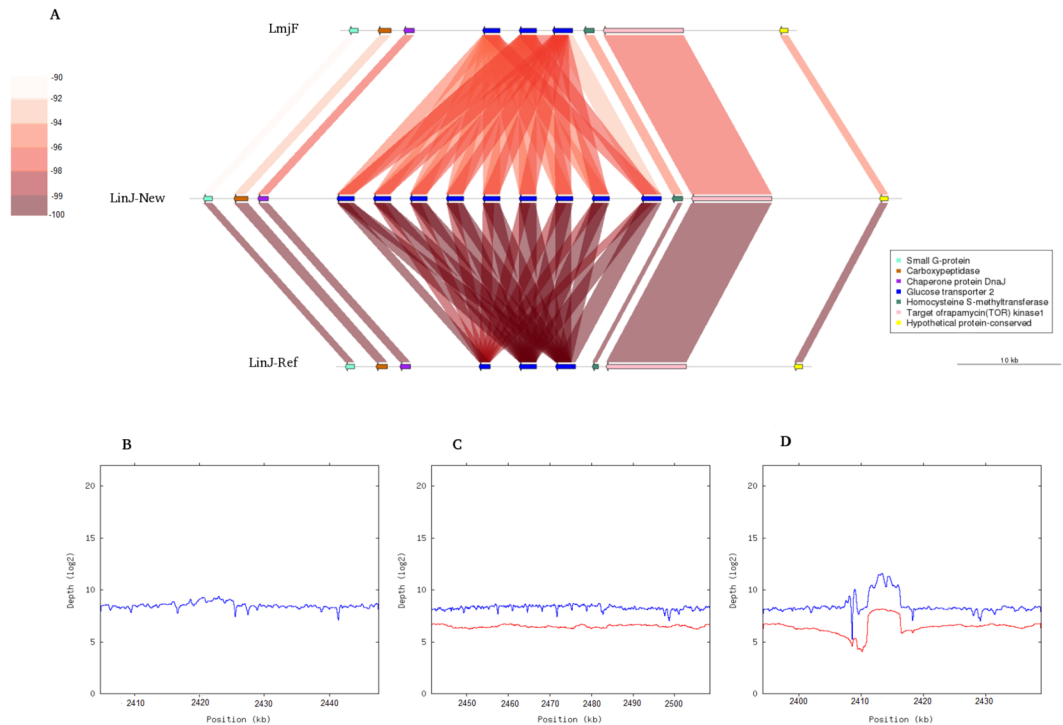 A
LmjF
-90
-92
-94
-96
-98
-99
-100
LinJ-New
Small G-protein
Carboxypeptidase
Chaperone protein DnaJ
Glucose transporter 2
Homocysteine S-methyltransferase
Target ofrapamycin(TOR) kinase1
Hypothetical protein-conserved
LinJ-Ref
10 kb
B
C
D
20
15
10
5
0
Depth (log2)
2410
2420
2430
2440
Position (kb)
20
15
10
5
0
Depth (log2)
2450
2460
2470
2480
2490
2500
Position (kb)
20
15
10
5
0
Depth (log2)
2400
2410
2420
2430
Position (kb)